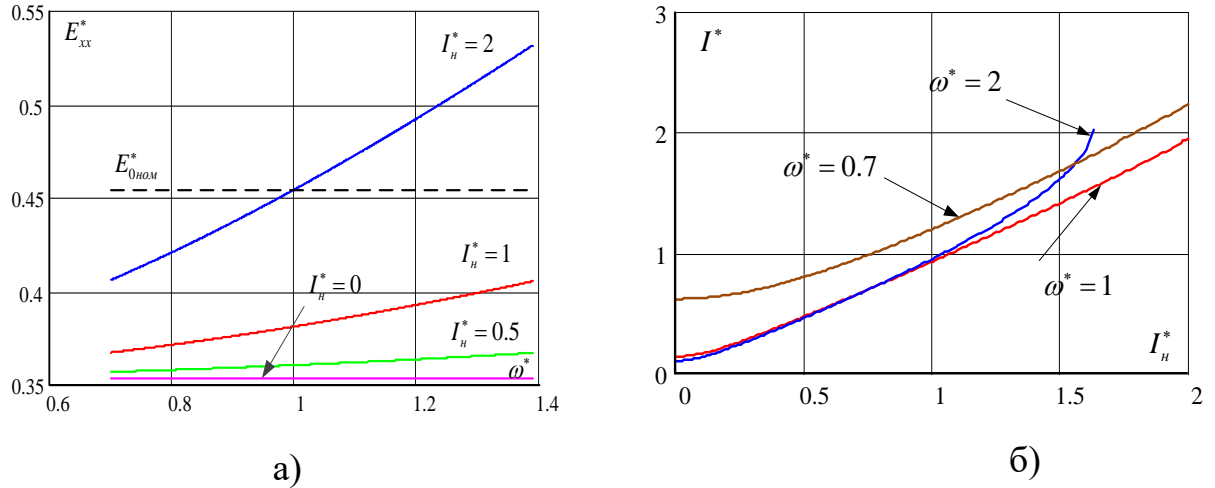 0.55
E*xx
I*н = 2
0.5
E*0ном
0.45
I*н = 1
I*н = 0
0.4
I*н = 0.5
ω*
0.35
0.6 0.8 1 1.2 1.4
а)
3
I*
ω* = 2
2
ω* = 0.7
1
ω* = 1
I*н
0
0 0.5 1 1.5 2
б)